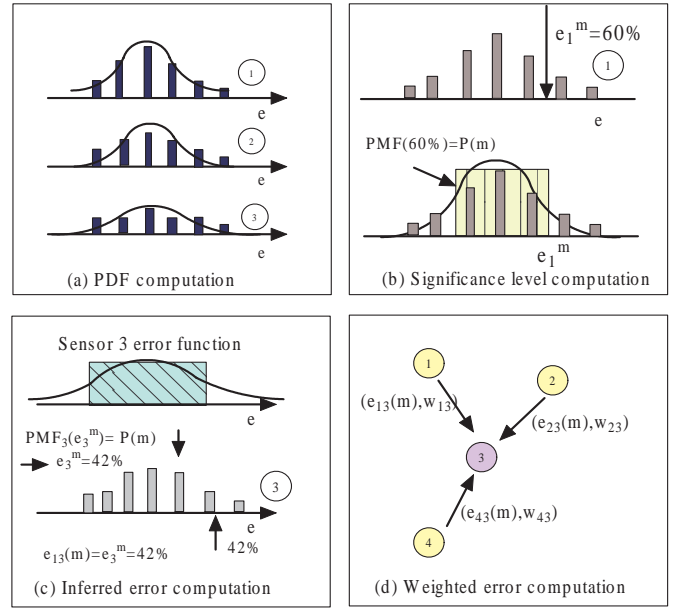 1
e
2
e
3
e
(a) PDF computation
e₁ᵐ=60%
1
e
PMF(60%)=P(m)
e₁ᵐ
(b) Significance level computation
Sensor 3 error function
e
PMF₃(e₃ᵐ)= P(m)
e₃ᵐ=42%
3
e
42%
e₁₃(m)=e₃ᵐ=42%
(c) Inferred error computation
1
2
(e₁₃(m),w₁₃)
(e₂₃(m),w₂₃)
3
(e₄₃(m),w₄₃)
4
(d) Weighted error computation